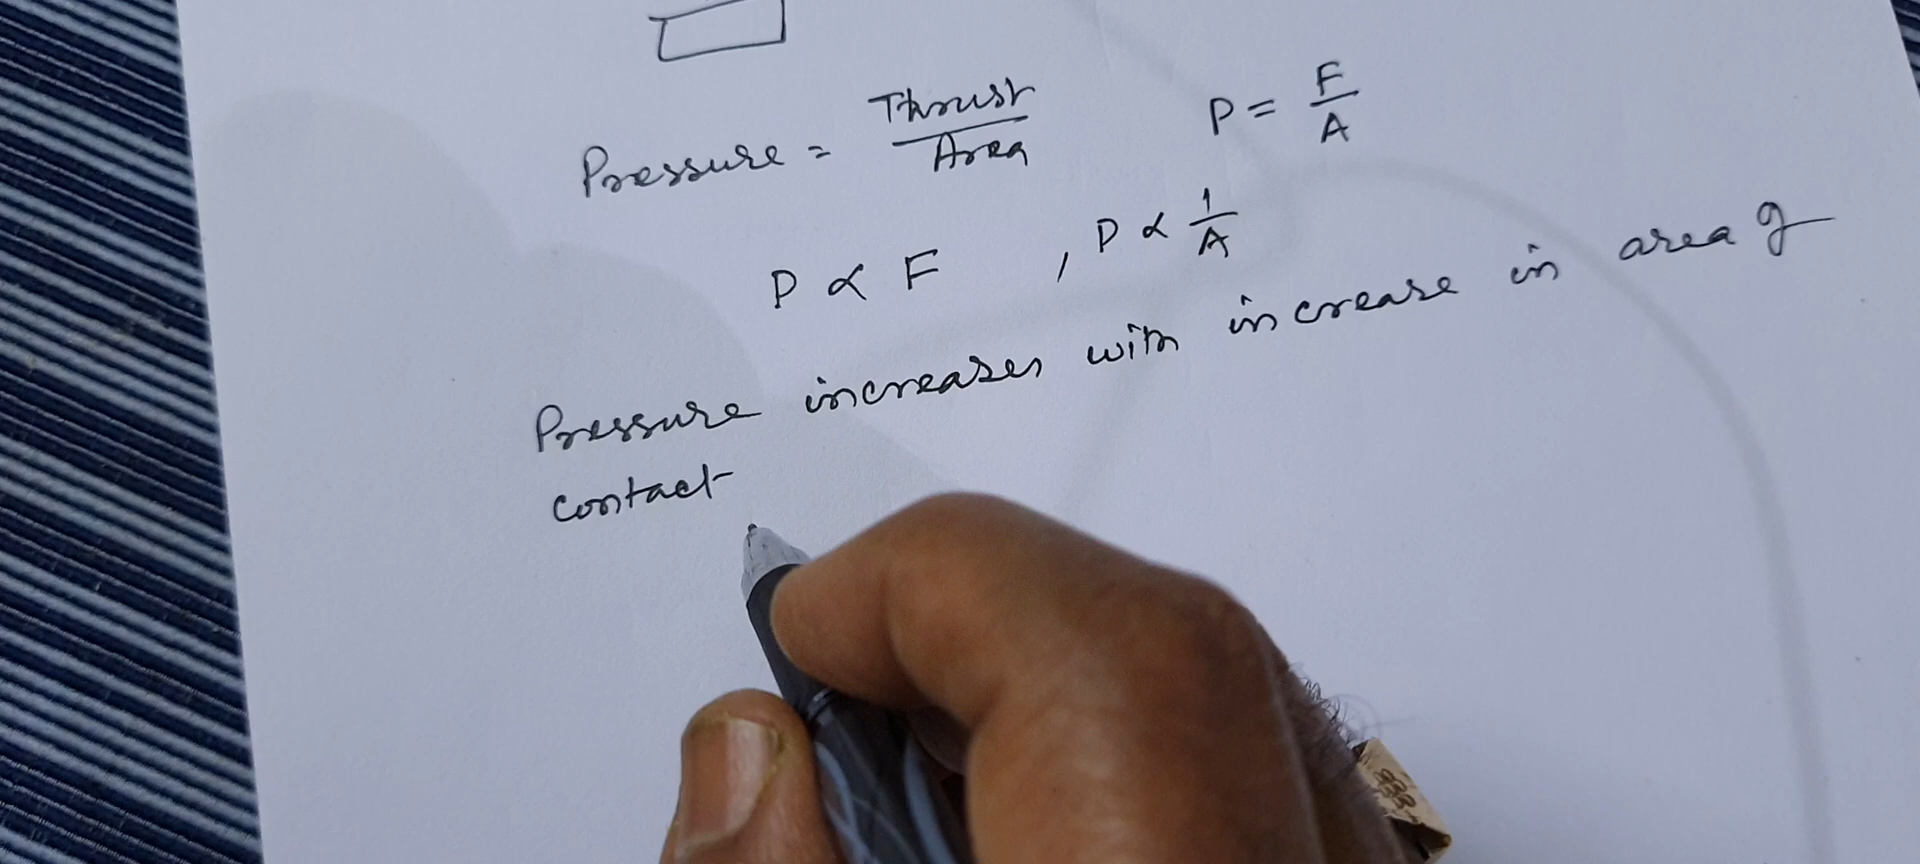 Pressure = Thrust / Area    P = F / A
P ∝ F , P ∝ 1 / A
Pressure increases with increase in area of
contact